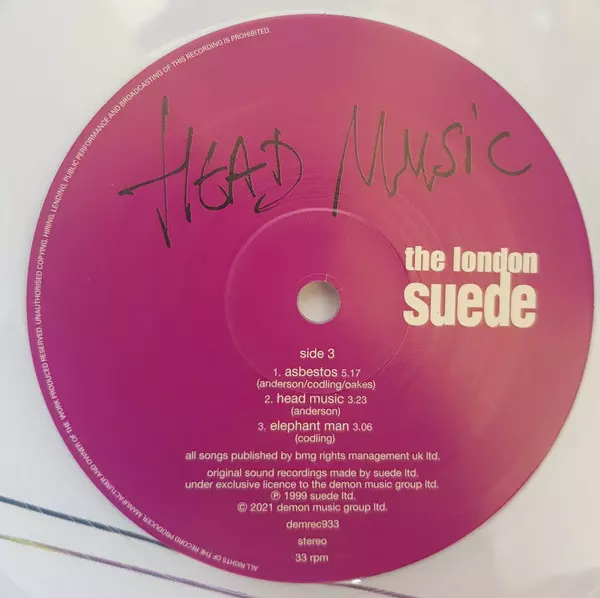 HEAD MUSIC
the london
suede
side 3
1. asbestos 5.17
(anderson/codling/oakes)
2. head music 3.23
(anderson)
3. elephant man 3.06
(codling)
all songs published by bmg rights management uk ltd.
original sound recordings made by suede ltd.
under exclusive licence to the demon music group ltd.
℗ 1999 suede ltd.
© 2021 demon music group ltd.
demrec933
stereo
33 rpm
ALL RIGHTS OF THE RECORD PRODUCER, MANUFACTURER AND OWNER OF THE WORK PRODUCED RESERVED. UNAUTHORISED COPYING, HIRING, LENDING, PUBLIC PERFORMANCE AND BROADCASTING OF THIS RECORDING IS PROHIBITED.